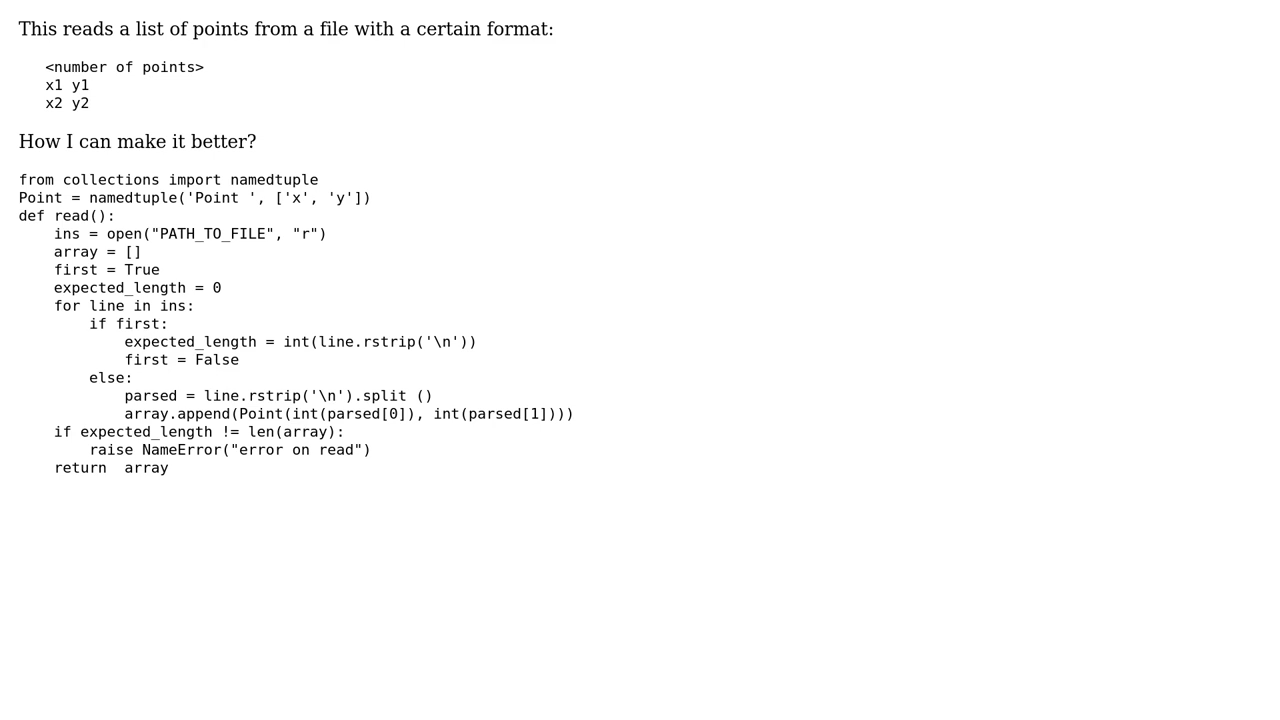 This reads a list of points from a file with a certain format:
<number of points>
x1 y1
x2 y2
How I can make it better?
from collections import namedtuple
Point = namedtuple('Point ', ['x', 'y'])
def read():
    ins = open("PATH_TO_FILE", "r")
    array = []
    first = True
    expected_length = 0
    for line in ins:
        if first:
            expected_length = int(line.rstrip('\n'))
            first = False
        else:
            parsed = line.rstrip('\n').split ()
            array.append(Point(int(parsed[0]), int(parsed[1])))
    if expected_length != len(array):
        raise NameError("error on read")
    return  array